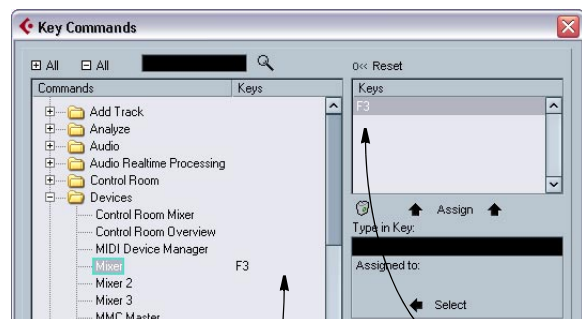 Key Commands
All All
Reset
Commands Keys
Keys
Add Track
F3
Analyze
Audio
Audio Realtime Processing
Control Room
Devices
Assign
Control Room Mixer
Type in Key:
Control Room Overview
MIDI Device Manager
Mixer F3
Assigned to:
Mixer 2
Mixer 3
Select
MMC Master